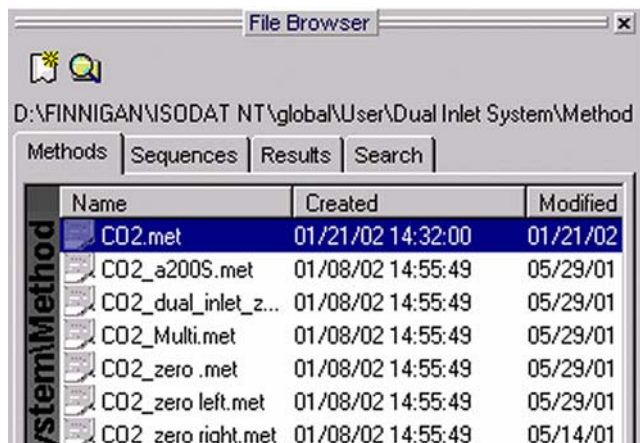 File Browser
D:\FINNIGAN\ISODAT NT\global\User\Dual Inlet System\Method
Methods Sequences Results Search
Name Created Modified
CO2.met 01/21/02 14:32:00 01/21/02
CO2_a200S.met 01/08/02 14:55:49 05/29/01
CO2_dual_inlet_z... 01/08/02 14:55:49 05/29/01
CO2_Multi.met 01/08/02 14:55:49 05/29/01
CO2_zero .met 01/08/02 14:55:49 05/29/01
CO2_zero left.met 01/08/02 14:55:49 05/29/01
CO2_zero right.met 01/08/02 14:55:49 05/14/01
ystem\Method